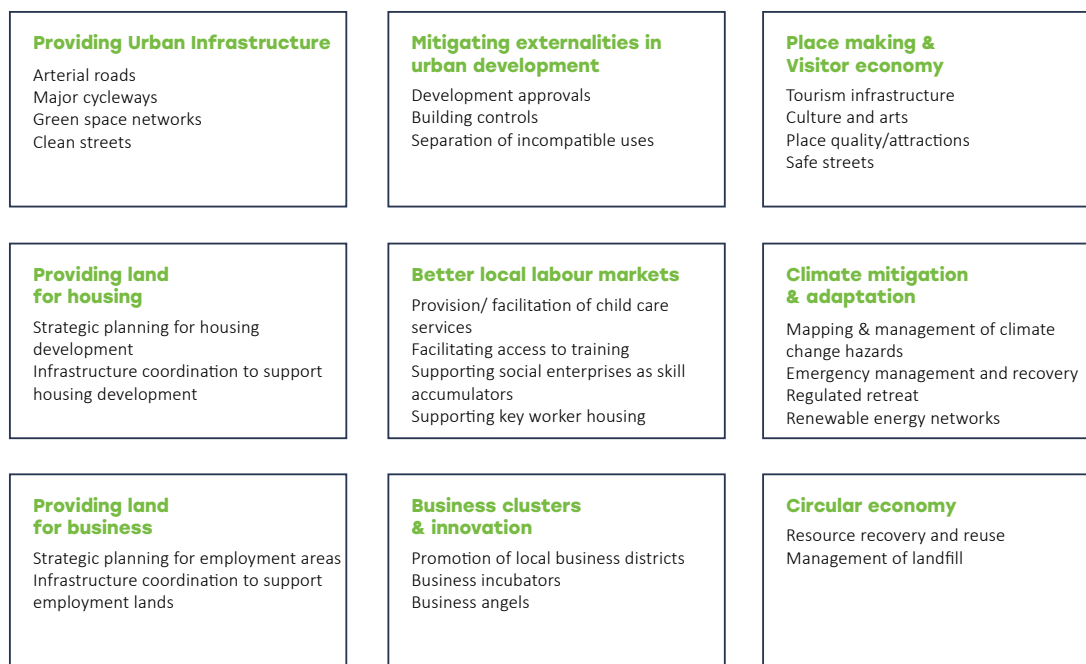 Providing Urban Infrastructure
Arterial roads
Major cycleways
Green space networks
Clean streets
Mitigating externalities in
urban development
Development approvals
Building controls
Separation of incompatible uses
Place making &
Visitor economy
Tourism infrastructure
Culture and arts
Place quality/attractions
Safe streets
Providing land
for housing
Strategic planning for housing
development
Infrastructure coordination to support
housing development
Better local labour markets
Provision/ facilitation of child care
services
Facilitating access to training
Supporting social enterprises as skill
accumulators
Supporting key worker housing
Climate mitigation
& adaptation
Mapping & management of climate
change hazards
Emergency management and recovery
Regulated retreat
Renewable energy networks
Providing land
for business
Strategic planning for employment areas
Infrastructure coordination to support
employment lands
Business clusters
& innovation
Promotion of local business districts
Business incubators
Business angels
Circular economy
Resource recovery and reuse
Management of landfill